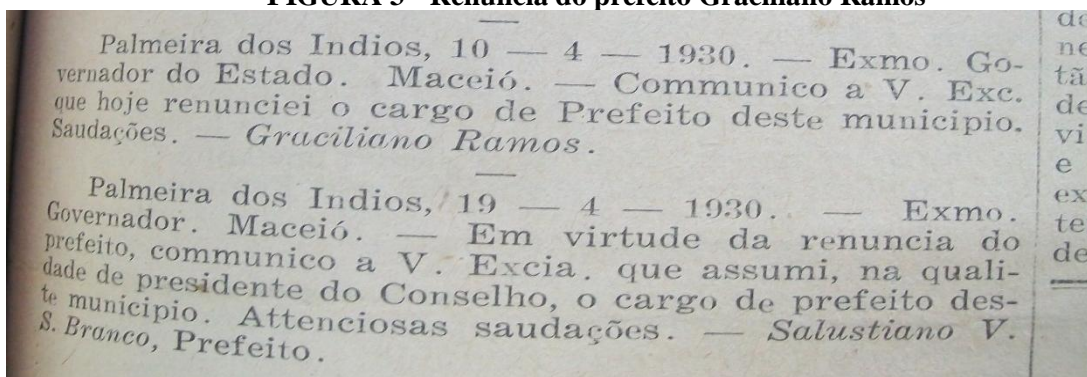 FIGURA 3 - Renúncia do prefeito Graciliano Ramos
Palmeira dos Indios, 10 — 4 — 1930. — Exmo. Go-
vernador do Estado. Maceió. — Communico a V. Exc.
que hoje renunciei o cargo de Prefeito deste municipio.
Saudações. — Graciliano Ramos.
Palmeira dos Indios, 19 — 4 — 1930. — Exmo.
Governador. Maceió. — Em virtude da renuncia do
prefeito, communico a V. Excia. que assumi, na quali-
dade de presidente do Conselho, o cargo de prefeito des-
te municipio. Attenciosas saudações. — Salustiano V.
S. Branco, Prefeito.